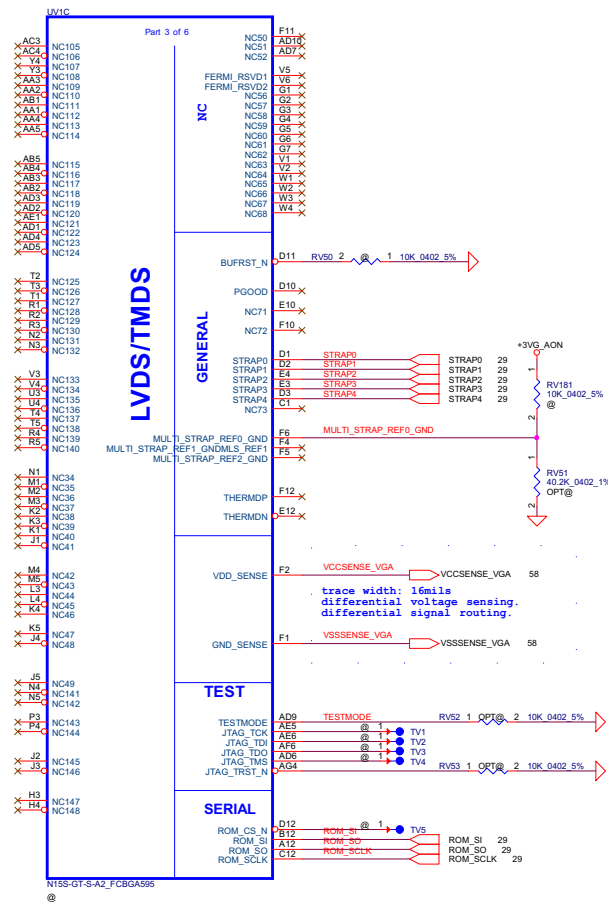 UV1C
Part 3 of 6
AC3 NC105
AC4 NC106
Y4 NC107
Y3 NC108
AA3 NC109
AA2 NC110
AB1 NC111
AA1 NC112
AA4 NC113
AA5 NC114
AB5 NC115
AB4 NC116
AB3 NC117
AB2 NC118
AD3 NC119
AD2 NC120
AE1 NC121
AD1 NC122
AD4 NC123
AD5 NC124
T2 NC125
T3 NC126
T1 NC127
R1 NC128
R2 NC129
R3 NC130
N2 NC131
N3 NC132
V3 NC133
V4 NC134
U3 NC135
U4 NC136
T4 NC137
T5 NC138
R4 NC139
R5 NC140
N1 NC34
M1 NC35
M2 NC36
M3 NC37
K2 NC38
K3 NC39
K1 NC40
J1 NC41
M4 NC42
M5 NC43
L3 NC44
L4 NC45
K4 NC46
K5 NC47
J4 NC48
J5 NC49
N4 NC141
N5 NC142
P3 NC143
P4 NC144
J2 NC145
J3 NC146
H3 NC147
H4 NC148
LVDS/TMDS
NC
NC50 F11
NC51 AD10
NC52 AD7
FERMI_RSVD1 V5
FERMI_RSVD2 V6
NC56 G1
NC57 G2
NC58 G3
NC59 G4
NC60 G5
NC61 G6
NC62 G7
NC63 V1
NC64 V2
NC65 W1
NC66 W2
NC67 W3
NC68 W4
GENERAL
BUFRST_N D11 RV50 2 @ 1 10K_0402_5%
PGOOD D10
NC71 E10
NC72 F10
STRAP0 D1 STRAP0 STRAP0 29
STRAP1 D2 STRAP1 STRAP1 29
STRAP2 E4 STRAP2 STRAP2 29
STRAP3 E3 STRAP3 STRAP3 29
STRAP4 D3 STRAP4 STRAP4 29
NC73 C1
+3VG_AON
1
RV181
10K_0402_5%
@
2
MULTI_STRAP_REF0_GND F6 MULTI_STRAP_REF0_GND
MULTI_STRAP_REF1_GNDMLS_REF1 F4
MULTI_STRAP_REF2_GND F5
1
RV51
40.2K_0402_1%
OPT@
2
THERMDP F12
THERMDN E12
VDD_SENSE F2 VCCSENSE_VGA VCCSENSE_VGA 58
trace width: 16mils
differential voltage sensing.
differential signal routing.
GND_SENSE F1 VSSSENSE_VGA VSSSENSE_VGA 58
TEST
TESTMODE AD9 TESTMODE RV52 1 OPT@ 2 10K_0402_5%
JTAG_TCK AE5 @ 1 TV1
JTAG_TDI AE6 @ 1 TV2
JTAG_TDO AF6 @ 1 TV3
JTAG_TMS AD6 @ 1 TV4
JTAG_TRST_N AG4 RV53 1 OPT@ 2 10K_0402_5%
SERIAL
ROM_CS_N D12 @ 1 TV5
ROM_SI B12 ROM_SI ROM_SI 29
ROM_SO A12 ROM_SO ROM_SO 29
ROM_SCLK C12 ROM_SCLK ROM_SCLK 29
N15S-GT-S-A2_FCBGA595
@